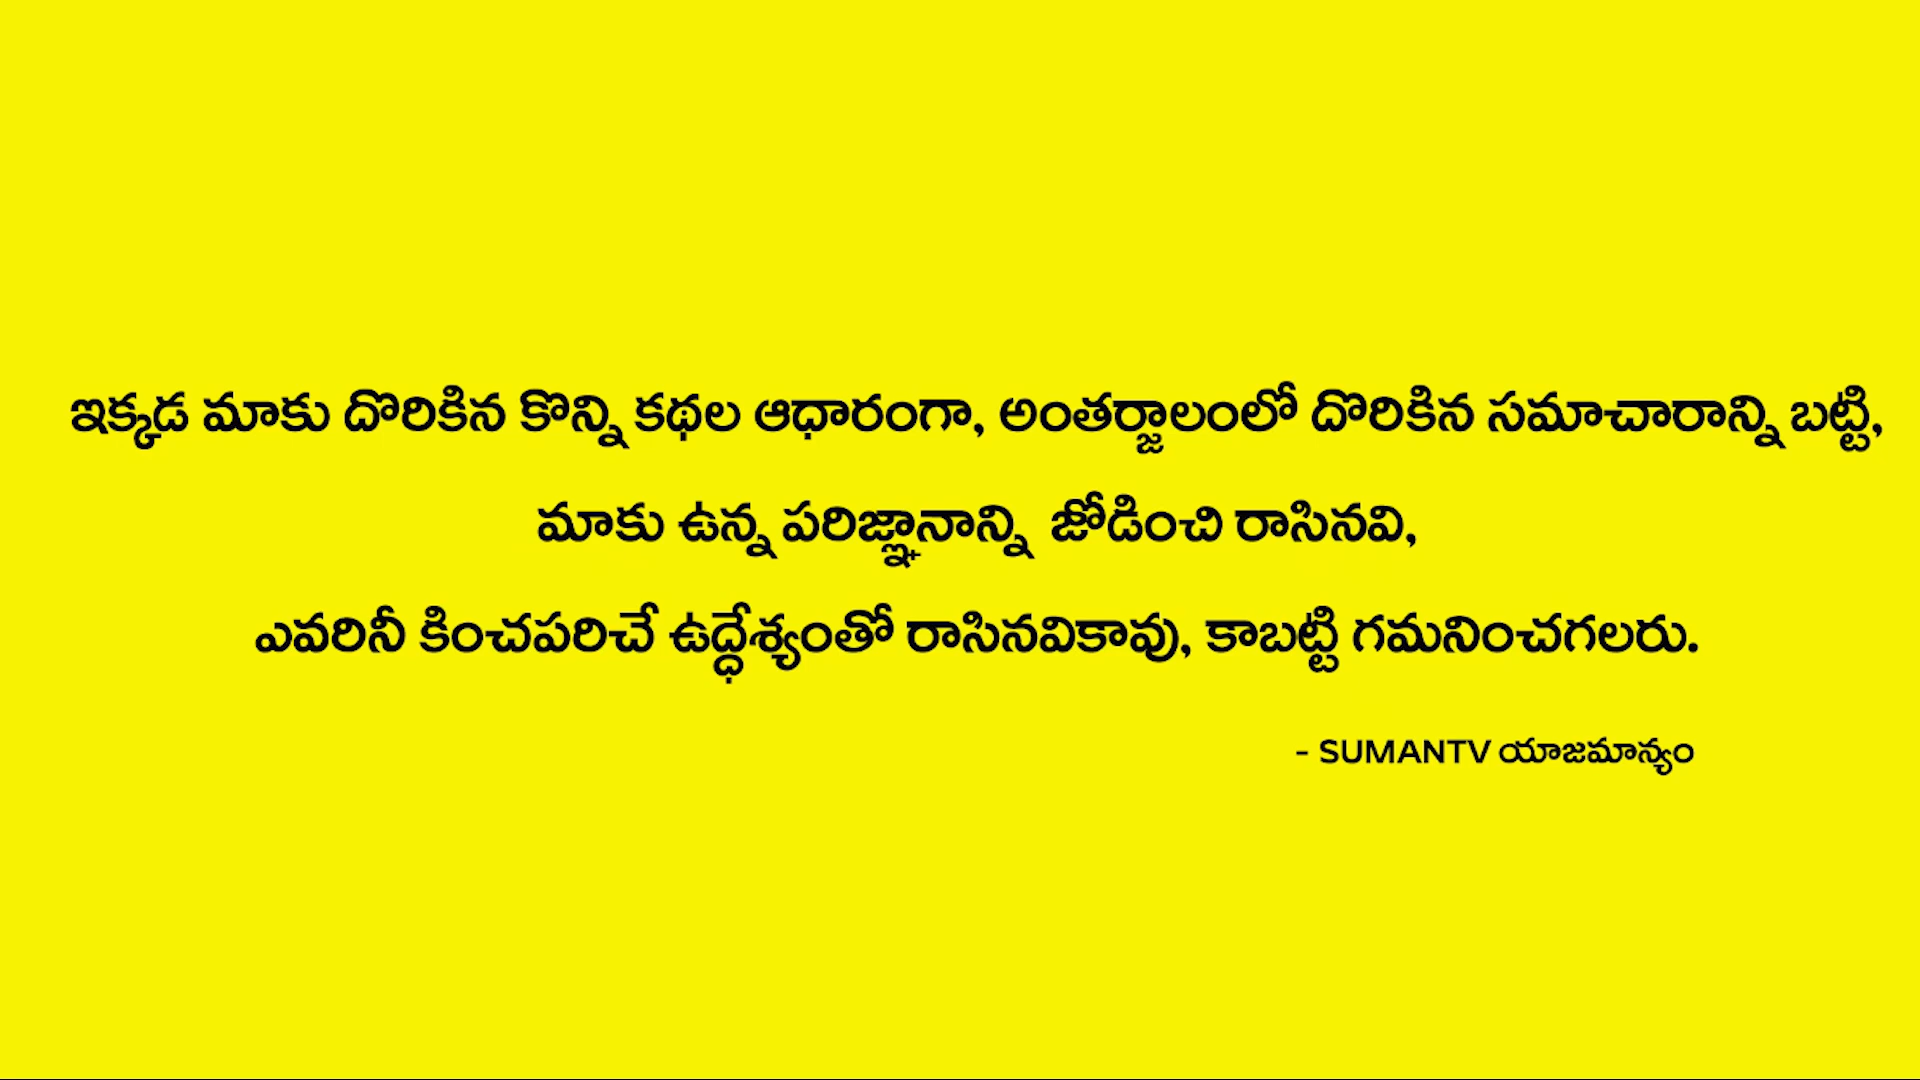 ఇక్కడ మాకు దొరికిన కొన్ని కథల ఆధారంగా, అంతర్జాలంలో దొరికిన సమాచారాన్ని బట్టి,
మాకు ఉన్న పరిజ్ఞానాన్ని జోడించి రాసినవి,
ఎవరినీ కించపరిచే ఉద్ధేశ్యంతో రాసినవికావు, కాబట్టి గమనించగలరు.
- SUMANTV యాజమాన్యం